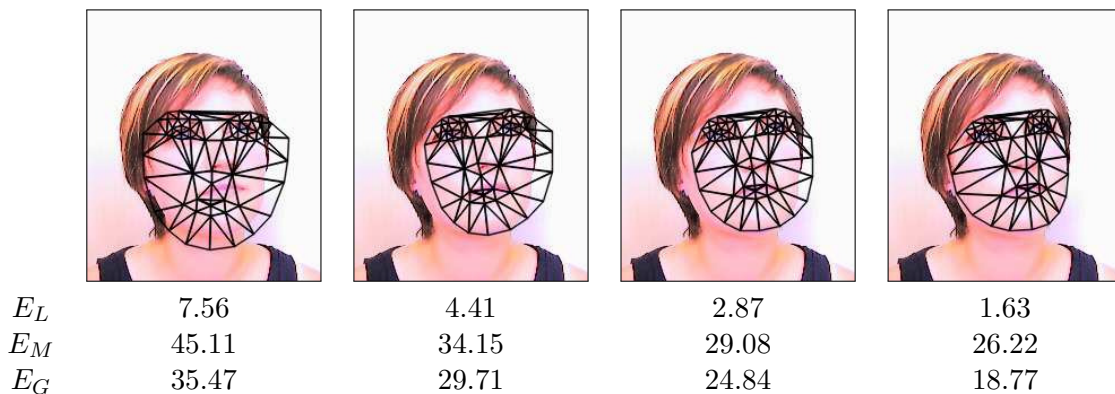 E_L 7.56 4.41 2.87 1.63
E_M 45.11 34.15 29.08 26.22
E_G 35.47 29.71 24.84 18.77